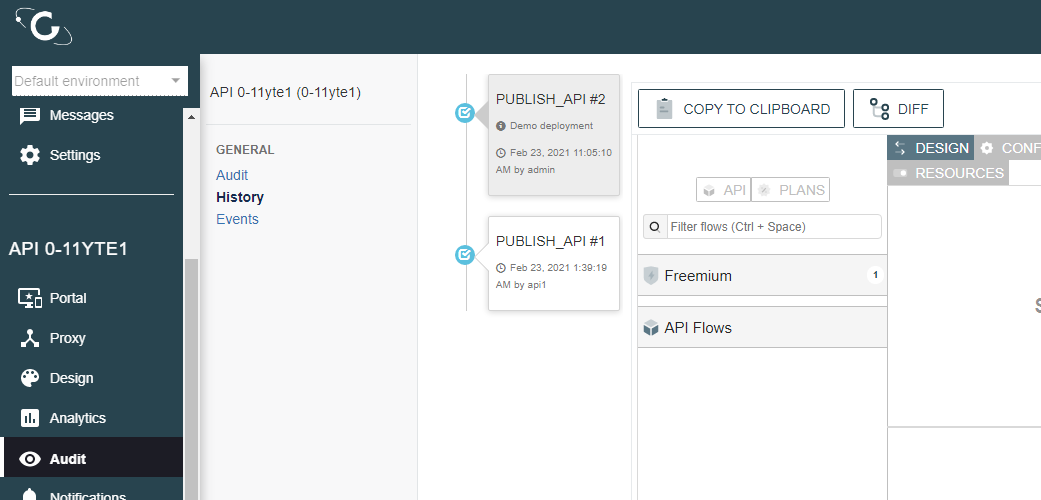 Default environment
Messages
Settings
API 0-11YTE1
Portal
Proxy
Design
Analytics
Audit
Notifications
API 0-11yte1 (0-11yte1)
GENERAL
Audit
History
Events
PUBLISH_API #2
Demo deployment
Feb 23, 2021 11:05:10
AM by admin
PUBLISH_API #1
Feb 23, 2021 1:39:19
AM by api1
COPY TO CLIPBOARD
DIFF
API
PLANS
Filter flows (Ctrl + Space)
Freemium
1
API Flows
DESIGN
CONF
RESOURCES